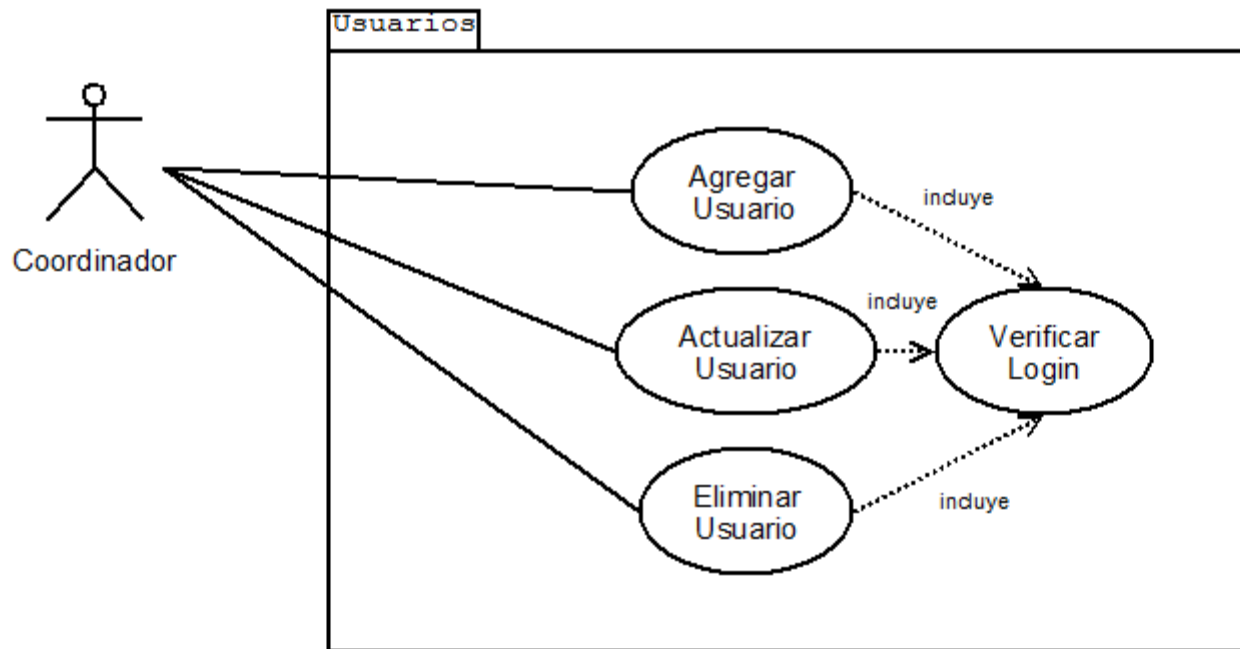 Usuarios
Coordinador
Agregar
Usuario
incluye
Actualizar
Usuario
incluye
Verificar
Login
Eliminar
Usuario
incluye